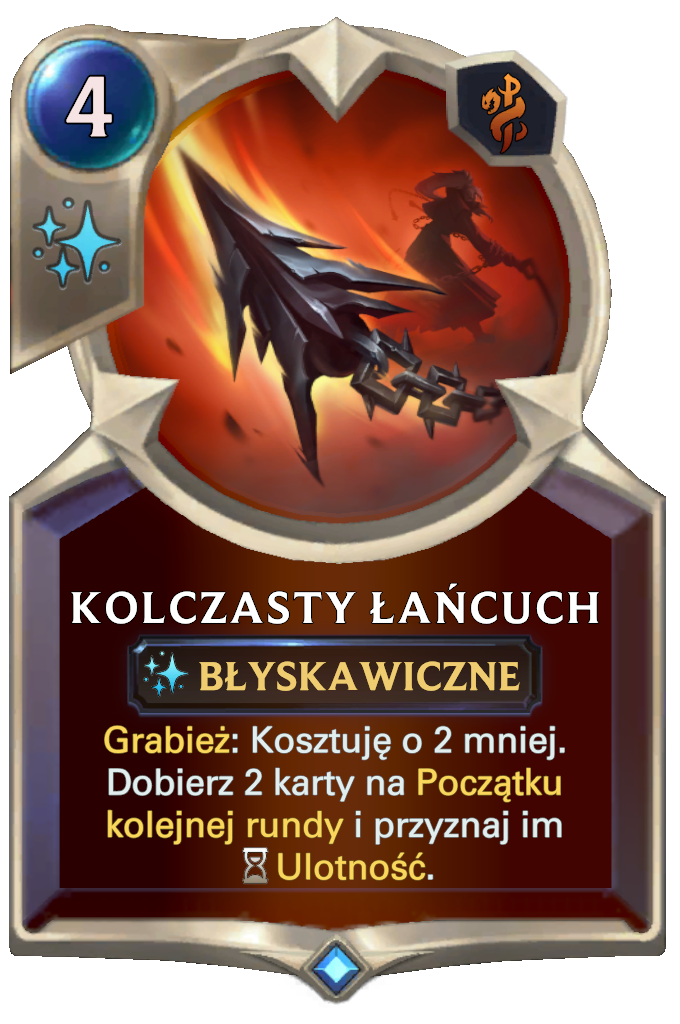 4
KOLCZASTY ŁAŃCUCH
BŁYSKAWICZNE
Grabież: Kosztuję o 2 mniej.
Dobierz 2 karty na Początku
kolejnej rundy i przyznaj im
Ulotność.